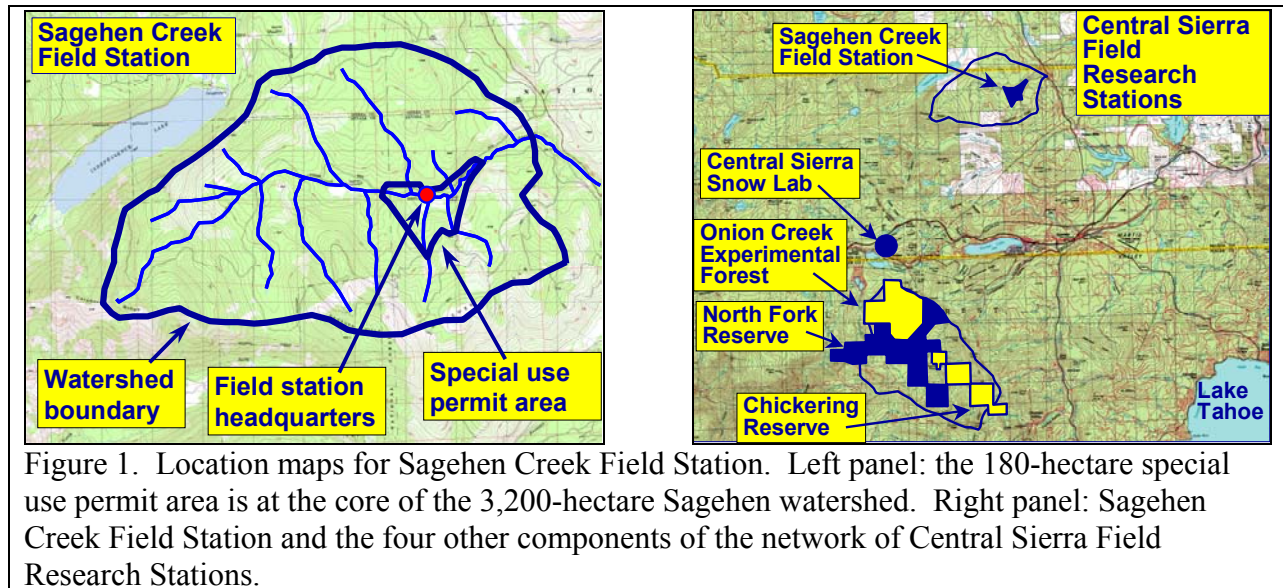 Sagehen Creek
Field Station
Watershed
boundary
Field station
headquarters
Special use
permit area
Sagehen Creek
Field Station
Central Sierra
Field
Research
Stations
Central Sierra
Snow Lab
Onion Creek
Experimental
Forest
North Fork
Reserve
Chickering
Reserve
Lake
Tahoe
Figure 1.  Location maps for Sagehen Creek Field Station.  Left panel: the 180-hectare special
use permit area is at the core of the 3,200-hectare Sagehen watershed.  Right panel: Sagehen
Creek Field Station and the four other components of the network of Central Sierra Field
Research Stations.